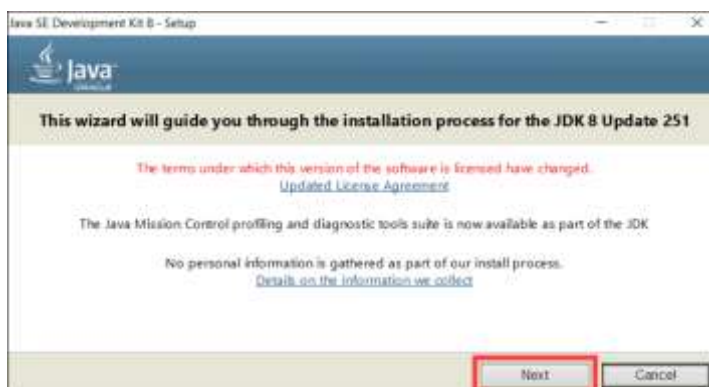 Java SE Development Kit 8 - Setup
Java
ORACLE
This wizard will guide you through the installation process for the JDK 8 Update 251
The terms under which this version of the software is licensed have changed.
Updated License Agreement
The Java Mission Control profiling and diagnostic tools suite is now available as part of the JDK
No personal information is gathered as part of our install process.
Details on the information we collect
Next Cancel